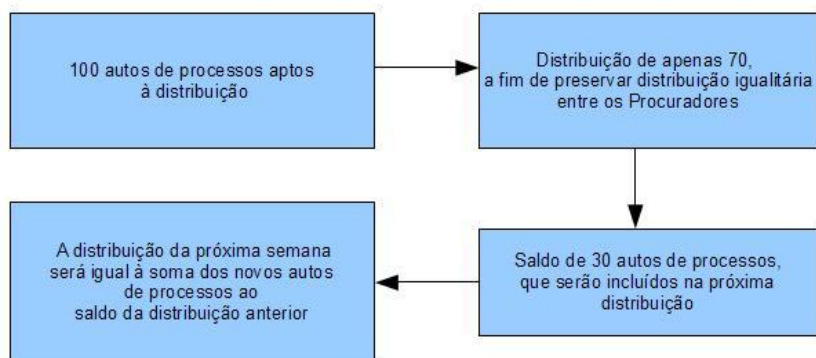 100 autos de processos aptos
à distribuição
Distribuição de apenas 70,
a fim de preservar distribuição igualitária
entre os Procuradores
Saldo de 30 autos de processos,
que serão incluídos na próxima
distribuição
A distribuição da próxima semana
será igual à soma dos novos autos
de processos ao
saldo da distribuição anterior